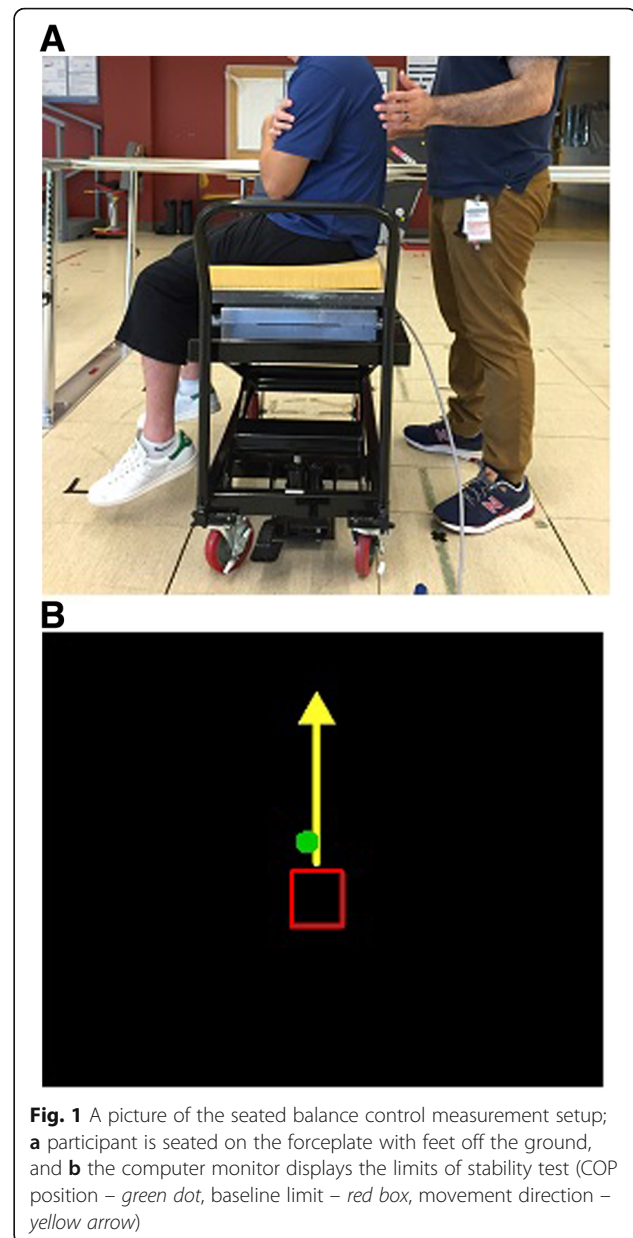 A
B
Fig. 1 A picture of the seated balance control measurement setup;
a participant is seated on the forceplate with feet off the ground,
and b the computer monitor displays the limits of stability test (COP
position – green dot, baseline limit – red box, movement direction –
yellow arrow)